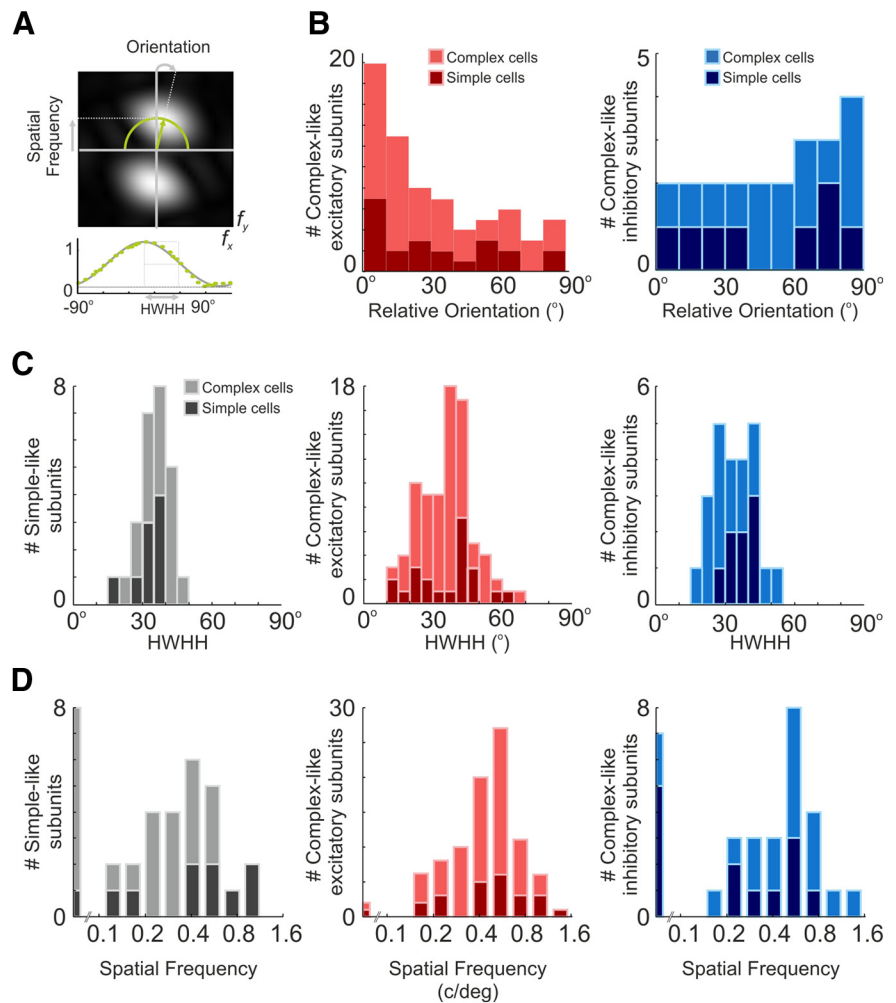 A
Orientation
Spatial
Frequency
fy
fx
1
0
-90° HWHH 90°
B
20
Complex cells
Simple cells
# Complex-like
excitatory subunits
0
0° 30 60 90°
Relative Orientation (°)
5
Complex cells
Simple cells
# Complex-like
inhibitory subunits
0
0° 30 60 90°
Relative Orientation (°)
C
8
Complex cells
Simple cells
# Simple-like
subunits
0
0° 30 60 90°
HWHH
18
# Complex-like
excitatory subunits
0
0° 30 60 90°
HWHH (°)
6
# Complex-like
inhibitory subunits
0
0° 30 60 90°
HWHH
D
8
# Simple-like
subunits
0
0.1 0.2 0.4 0.8 1.6
Spatial Frequency
30
# Complex-like
excitatory subunits
0
0.1 0.2 0.4 0.8 1.6
Spatial Frequency
(c/deg)
8
# Complex-like
inhibitory subunits
0
0.1 0.2 0.4 0.8 1.6
Spatial Frequency